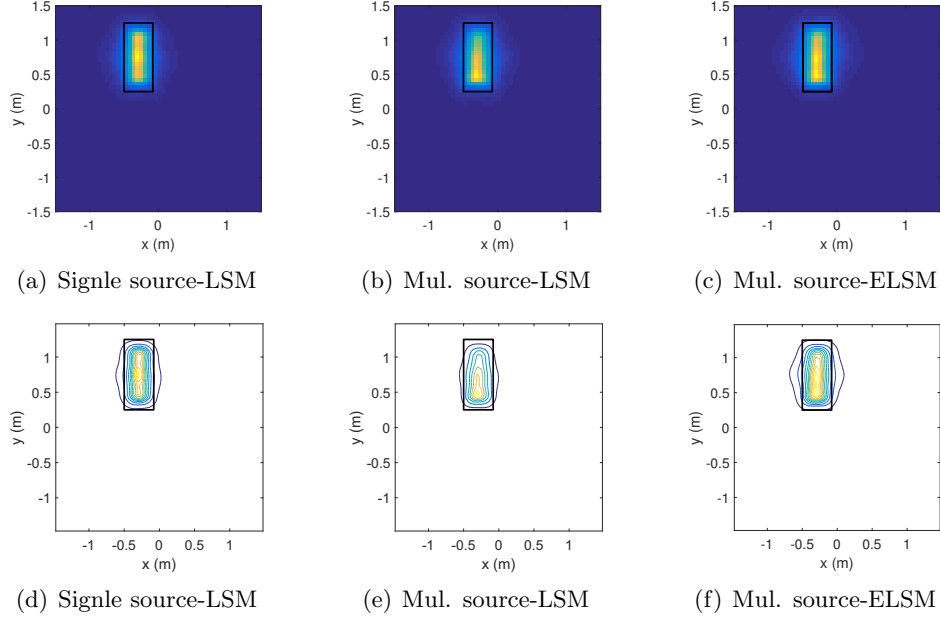 1.5
1
0.5
0
-0.5
-1
-1.5
-1 0 1
x (m)
y (m)
(a) Signle source-LSM
1.5
1
0.5
0
-0.5
-1
-1.5
-1 0 1
x (m)
y (m)
(b) Mul. source-LSM
1.5
1
0.5
0
-0.5
-1
-1.5
-1 0 1
x (m)
y (m)
(c) Mul. source-ELSM
1
0.5
0
-0.5
-1
-1 -0.5 0 0.5 1
x (m)
y (m)
(d) Signle source-LSM
1
0.5
0
-0.5
-1
-1 -0.5 0 0.5 1
x (m)
y (m)
(e) Mul. source-LSM
1
0.5
0
-0.5
-1
-1 -0.5 0 0.5 1
x (m)
y (m)
(f) Mul. source-ELSM